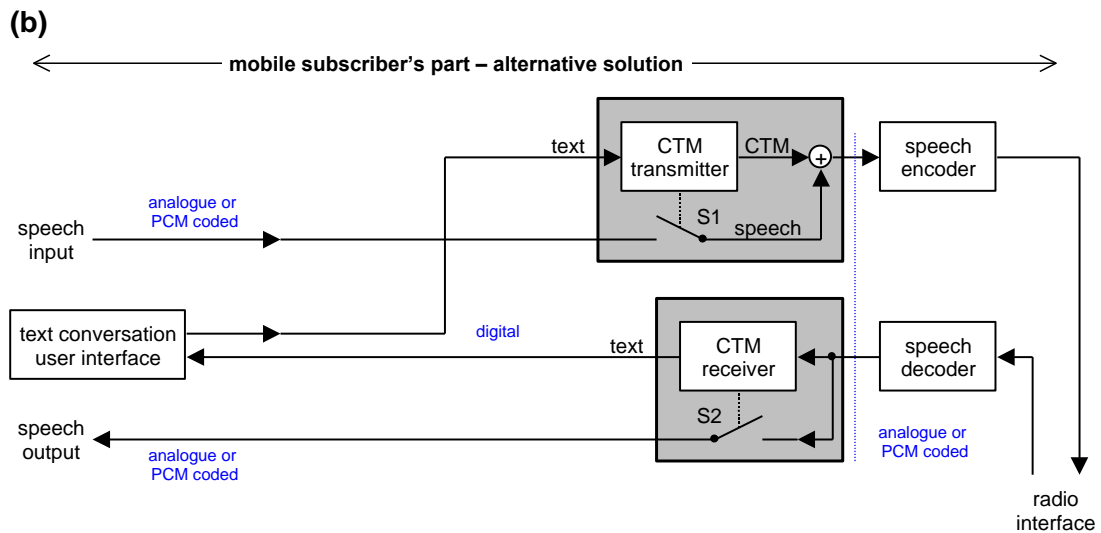 (b)
mobile subscriber's part – alternative solution
text
CTM
transmitter
CTM
+
speech
encoder
analogue or
PCM coded
S1
speech
speech
input
text conversation
user interface
digital
text
CTM
receiver
speech
decoder
S2
speech
output
analogue or
PCM coded
analogue or
PCM coded
radio
interface